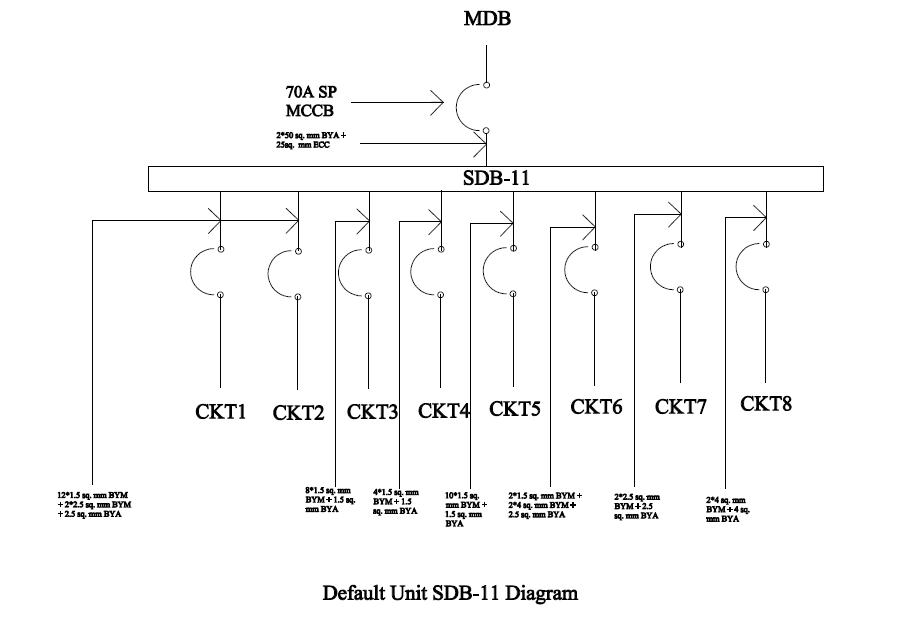 MDB
70A SP
MCCB
2*50 sq. mm BYA +
25sq. mm ECC
SDB-11
CKT1
CKT2
CKT3
CKT4
CKT5
CKT6
CKT7
CKT8
12*1.5 sq. mm BYM
+ 2*2.5 sq. mm BYM
+ 2.5 sq. mm BYA
8*1.5 sq. mm
BYM + 1.5 sq.
mm BYA
4*1.5 sq. mm
BYM + 1.5
sq. mm BYA
10*1.5 sq.
mm BYM +
1.5 sq. mm
BYA
2*1.5 sq. mm BYM +
2*4 sq. mm BYM +
2.5 sq. mm BYA
2*2.5 sq. mm
BYM + 2.5
sq. mm BYA
2*4 sq. mm
BYM + 4 sq.
mm BYA
Default Unit SDB-11 Diagram